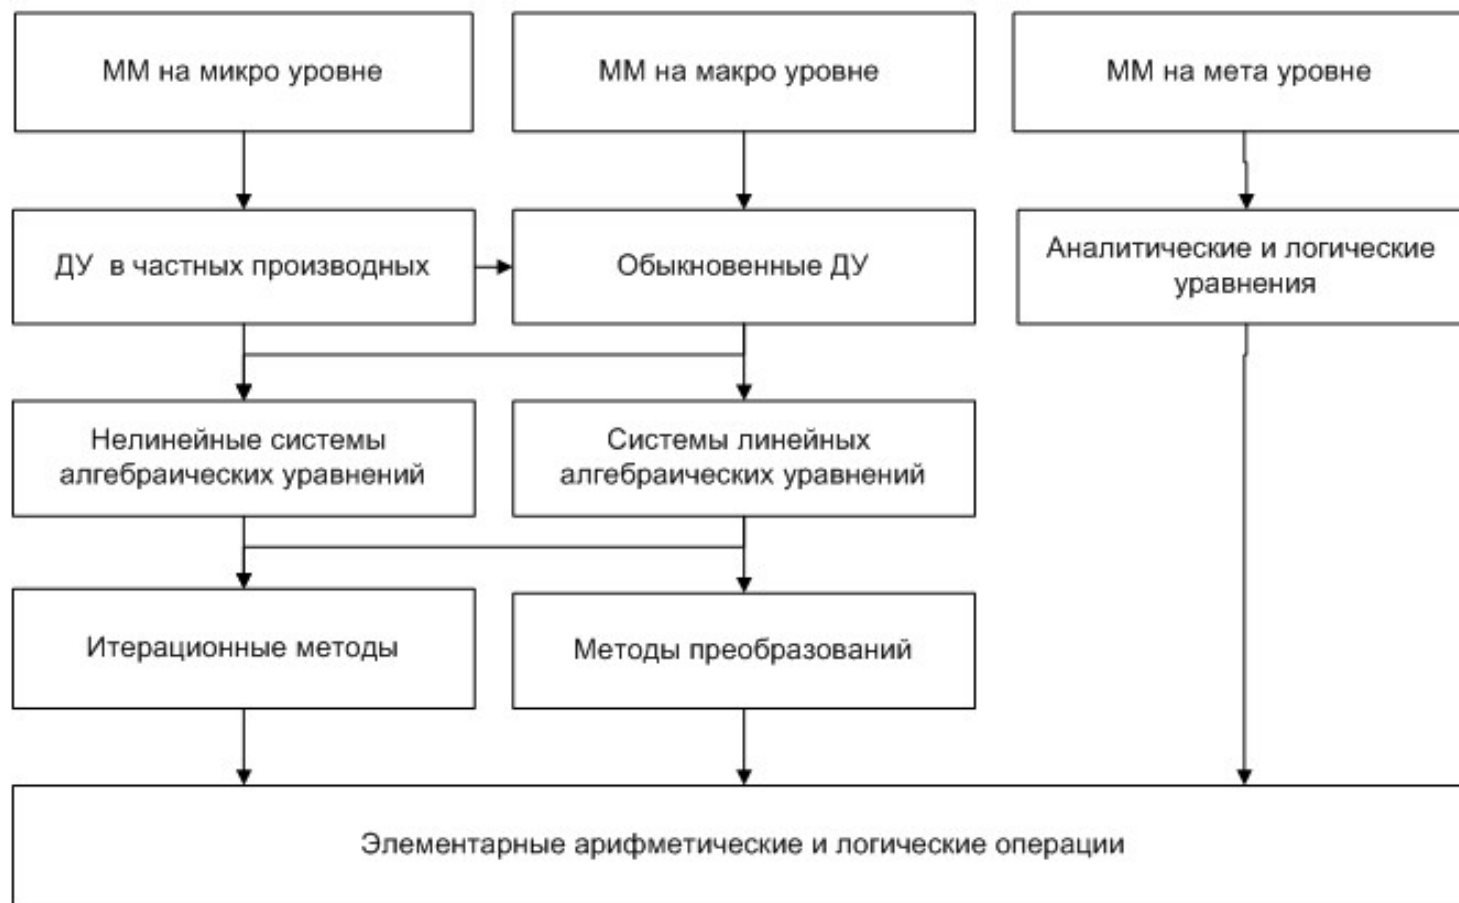 ММ на микро уровне
ММ на макро уровне
ММ на мета уровне
ДУ в частных производных
Обыкновенные ДУ
Аналитические и логические
уравнения
Нелинейные системы
алгебраических уравнений
Системы линейных
алгебраических уравнений
Итерационные методы
Методы преобразований
Элементарные арифметические и логические операции